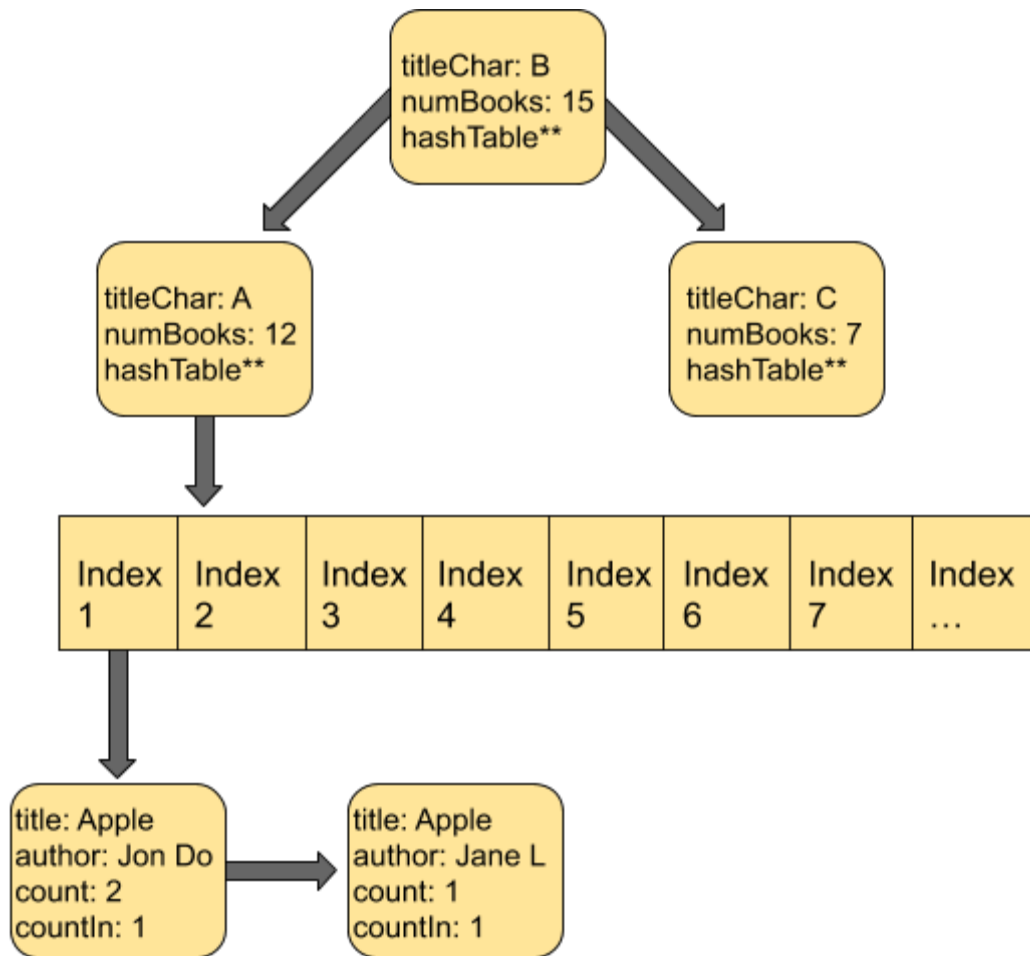 titleChar: B
numBooks: 15
hashTable**
titleChar: A
numBooks: 12
hashTable**
titleChar: C
numBooks: 7
hashTable**
Index 1
Index 2
Index 3
Index 4
Index 5
Index 6
Index 7
Index ...
title: Apple
author: Jon Do
count: 2
countIn: 1
title: Apple
author: Jane L
count: 1
countIn: 1